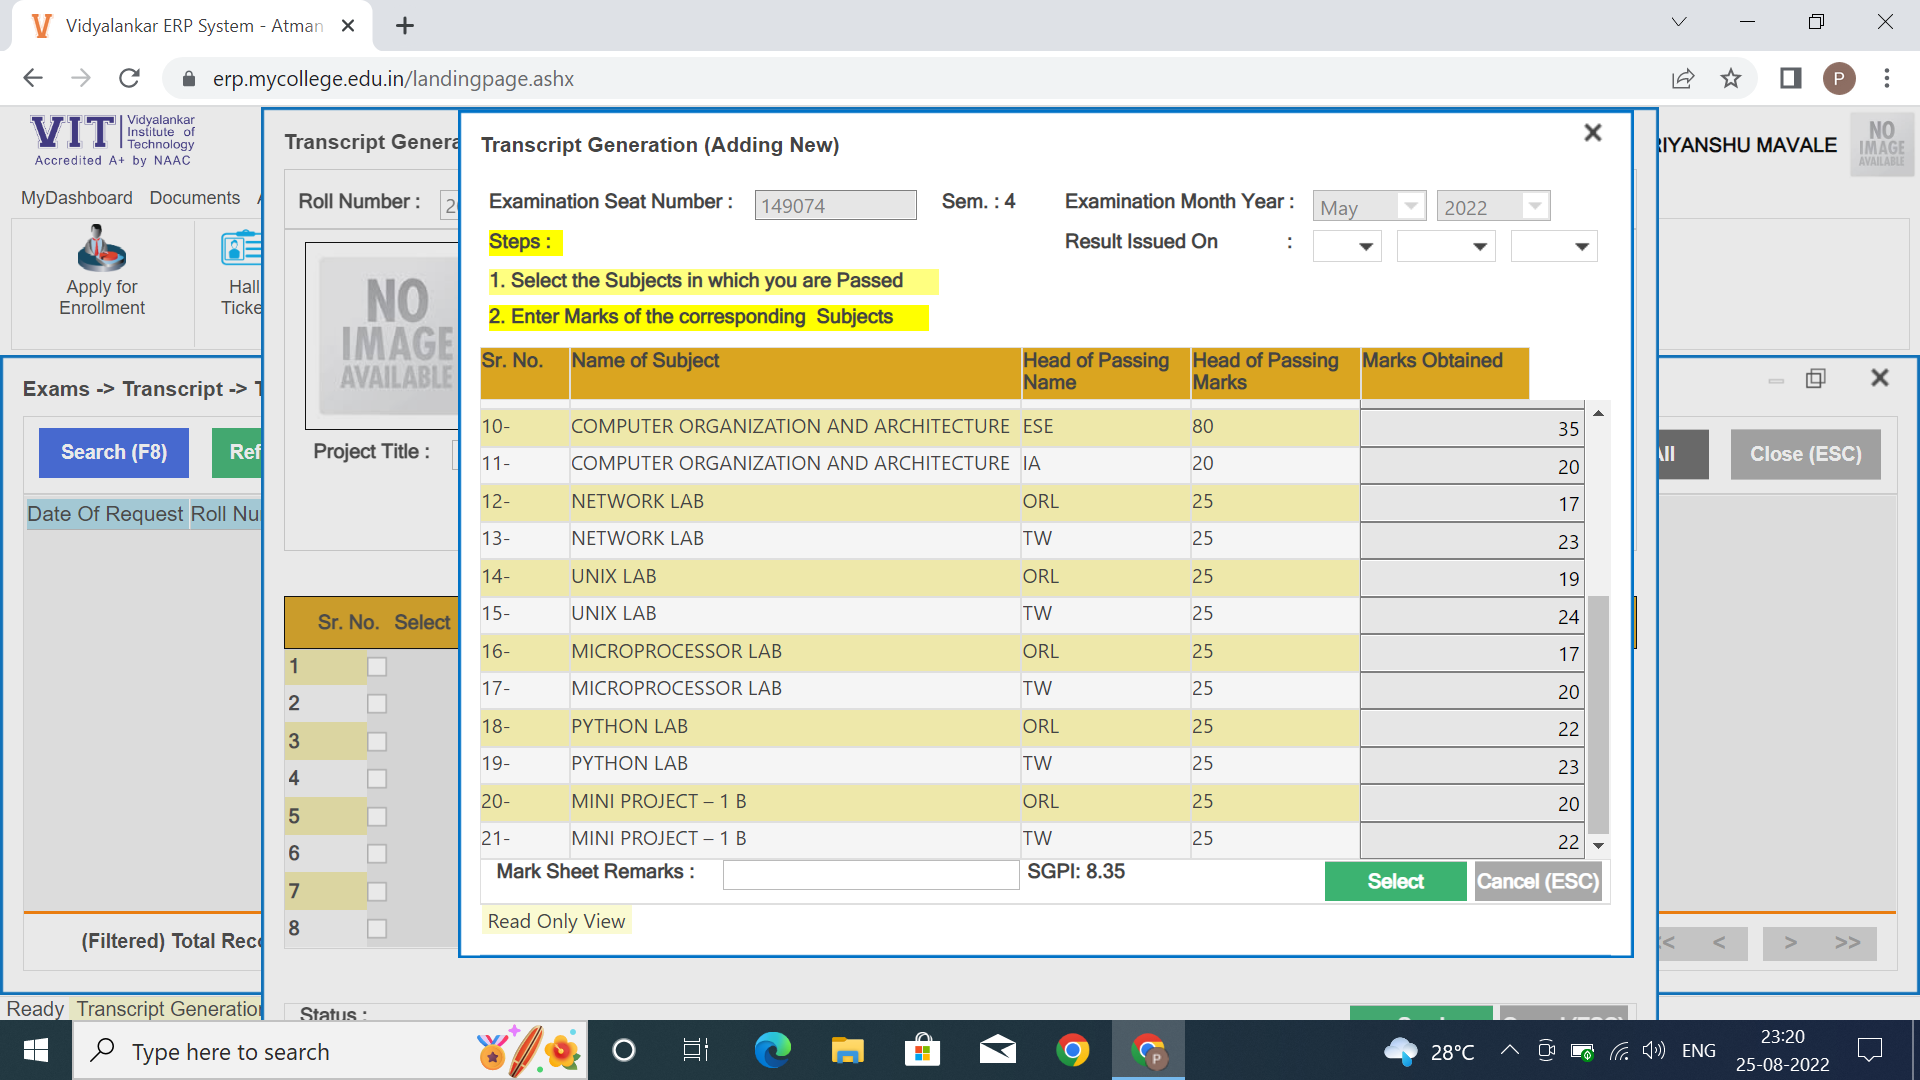 Vidyalankar ERP System - Atman
erp.mycollege.edu.in/landingpage.ashx
P
VIT Vidyalankar Institute of Technology
Accredited A+ by NAAC
RIYANSHU MAVALE
NO IMAGE AVAILABLE
MyDashboard Documents
Apply for Enrollment
Hall
Ticke
Exams -> Transcript -> T
Search (F8) Ref
All Close (ESC)
Date Of Request Roll Nu
(Filtered) Total Reco
< > >>
Ready Transcript Generation
Transcript Genera
Roll Number : 20
NO IMAGE AVAILABLE
Project Title :
Sr. No. Select
1
2
3
4
5
6
7
8
Status :
Transcript Generation (Adding New)
Examination Seat Number : 149074 Sem. : 4 Examination Month Year : May 2022
Steps : Result Issued On :
1. Select the Subjects in which you are Passed
2. Enter Marks of the corresponding Subjects
Sr. No. Name of Subject Head of Passing Name Head of Passing Marks Marks Obtained
10- COMPUTER ORGANIZATION AND ARCHITECTURE ESE 80 35
11- COMPUTER ORGANIZATION AND ARCHITECTURE IA 20 20
12- NETWORK LAB ORL 25 17
13- NETWORK LAB TW 25 23
14- UNIX LAB ORL 25 19
15- UNIX LAB TW 25 24
16- MICROPROCESSOR LAB ORL 25 17
17- MICROPROCESSOR LAB TW 25 20
18- PYTHON LAB ORL 25 22
19- PYTHON LAB TW 25 23
20- MINI PROJECT – 1 B ORL 25 20
21- MINI PROJECT – 1 B TW 25 22
Mark Sheet Remarks : SGPI: 8.35 Select Cancel (ESC)
Read Only View
Type here to search
P
28°C ENG 23:20
25-08-2022